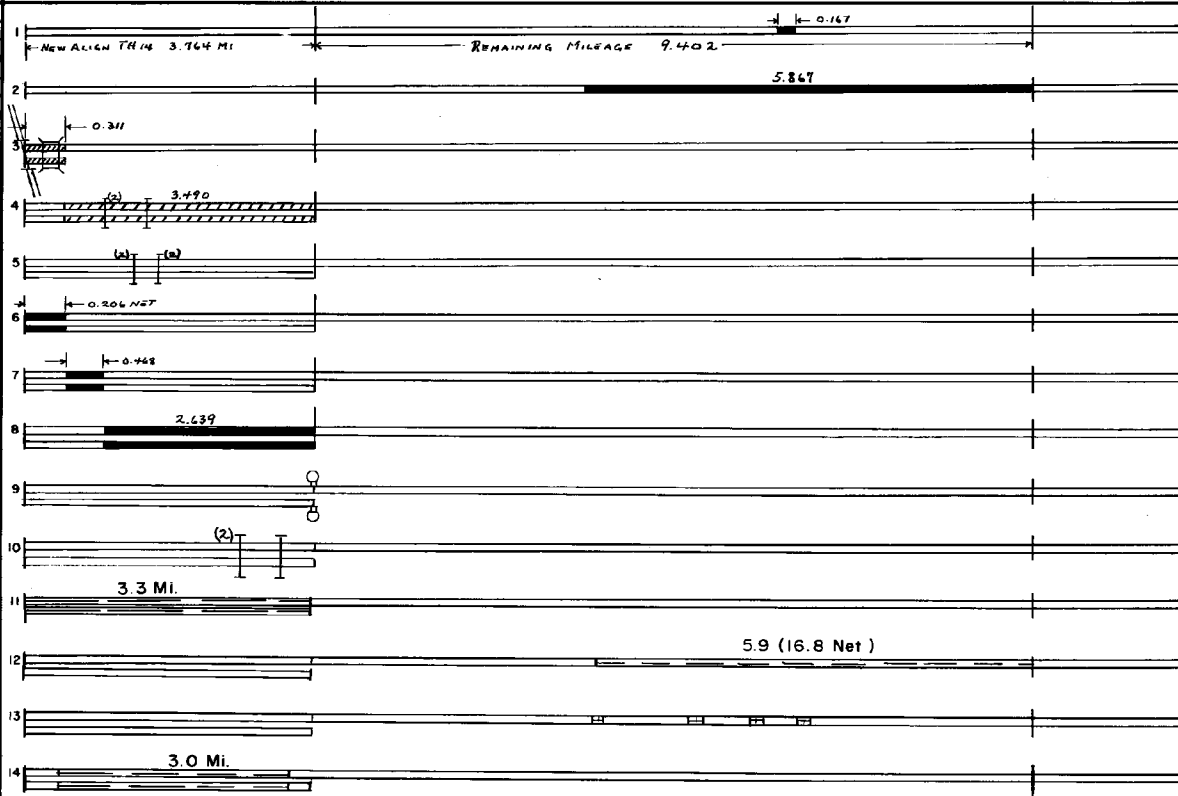 1 0.167
NEW ALIGN TH 14 3.764 MI REMAINING MILEAGE 9.402
2 5.867
3 0.311
4 (2) 3.490
5 (2) (2)
6 0.206 NET
7 0.468
8 2.639
9
10 (2)
11 3.3 Mi.
12 5.9 (16.8 Net )
13
14 3.0 Mi.